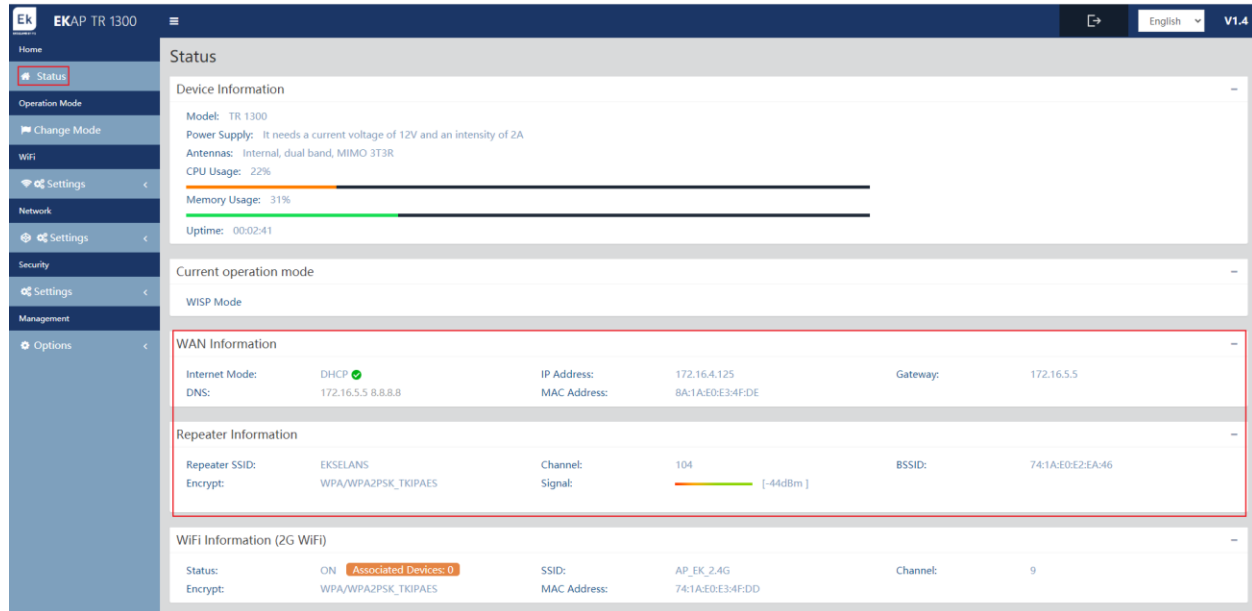 Ek EKAP TR 1300 English V1.4
Home
Status
Operation Mode
Change Mode
WiFi
Settings
Network
Settings
Security
Settings
Management
Options
Status
Device Information
Model: TR 1300
Power Supply: It needs a current voltage of 12V and an intensity of 2A
Antennas: Internal, dual band, MIMO 3T3R
CPU Usage: 22%
Memory Usage: 31%
Uptime: 00:02:41
Current operation mode
WISP Mode
WAN Information
Internet Mode: DHCP IP Address: 172.16.4.125 Gateway: 172.16.5.5
DNS: 172.16.5.5 8.8.8.8 MAC Address: 8A:1A:E0:E3:4F:DE
Repeater Information
Repeater SSID: EKSELANS Channel: 104 BSSID: 74:1A:E0:E2:EA:46
Encrypt: WPA/WPA2PSK_TKIPAES Signal: [-44dBm ]
WiFi Information (2G WiFi)
Status: ON Associated Devices: 0 SSID: AP_EK_2.4G Channel: 9
Encrypt: WPA/WPA2PSK_TKIPAES MAC Address: 74:1A:E0:E3:4F:DD